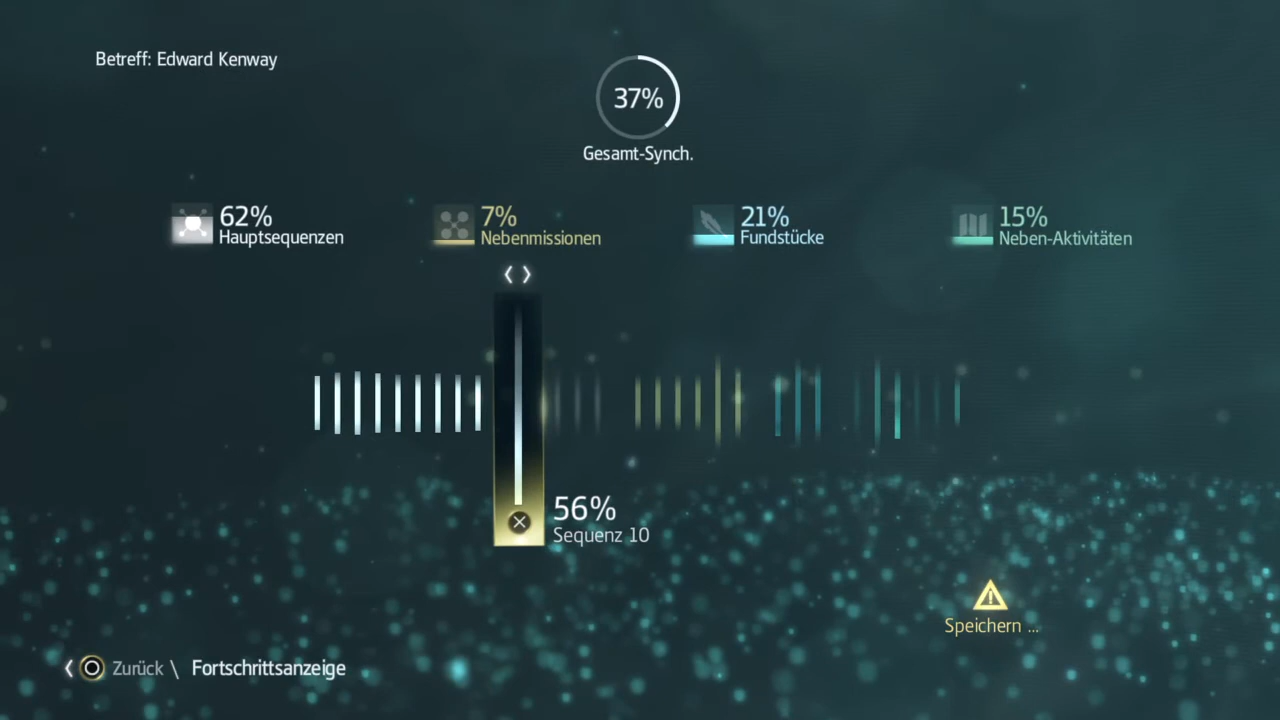 Betreff: Edward Kenway
37%
Gesamt-Synch.
62%
Hauptsequenzen
7%
Nebenmissionen
21%
Fundstücke
15%
Neben-Aktivitäten
56%
Sequenz 10
Speichern ...
Zurück \ Fortschrittsanzeige